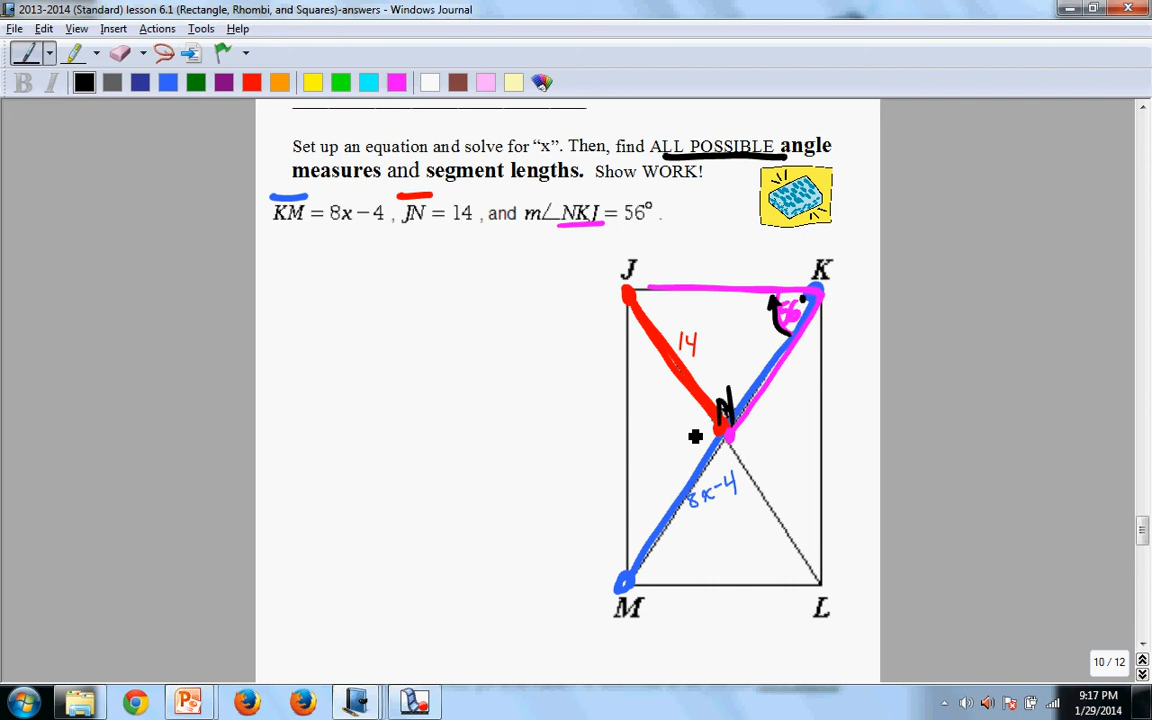 2013-2014 (Standard) lesson 6.1 (Rectangle, Rhombi, and Squares)-answers - Windows Journal
File Edit View Insert Actions Tools Help
B I
Set up an equation and solve for “x”. Then, find ALL POSSIBLE angle
measures and segment lengths. Show WORK!
KM = 8x − 4 , JN = 14 , and m∠NKJ = 56° .
J K
56
14
N
8x-4
M L
10 / 12
9:17 PM
1/29/2014